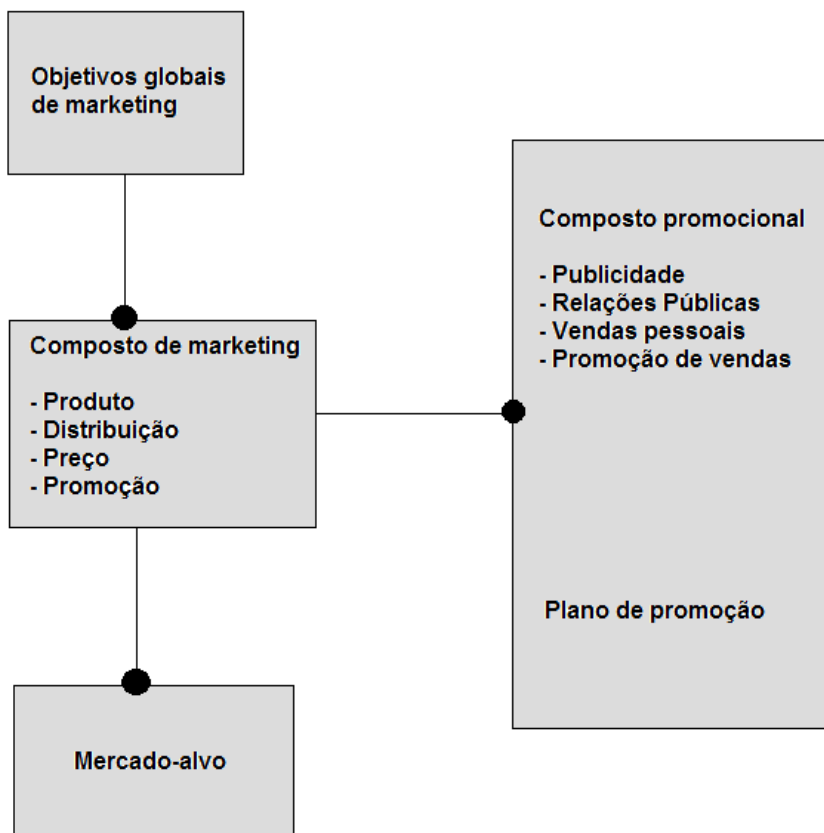 Objetivos globais
de marketing
Composto de marketing
- Produto
- Distribuição
- Preço
- Promoção
Mercado-alvo
Composto promocional
- Publicidade
- Relações Públicas
- Vendas pessoais
- Promoção de vendas
Plano de promoção